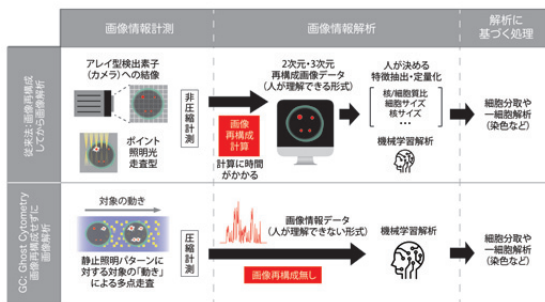 画像情報計測
画像情報解析
解析に
基づく処理
従来法:画像再構成
してから画像解析
アレイ型検出素子
(カメラ)への結像
ポイント
照明光
走査型
非圧縮計測
2次元・3次元
再構成画像データ
(人が理解できる形式)
画像
再構成
計算
計算に時間
がかかる
人が決める
特徴抽出・定量化
核/細胞質比
細胞サイズ
核サイズ
…
機械学習解析
細胞分取や
一細胞解析
(染色など)
GC: Ghost Cytometry
画像再構成せずに
画像解析
対象の動き
静止照明パターンに
対する対象の「動き」
による多点走査
圧縮計測
画像情報データ
(人が理解できない形式)
画像再構成無し
機械学習解析
細胞分取や
一細胞解析
(染色など)